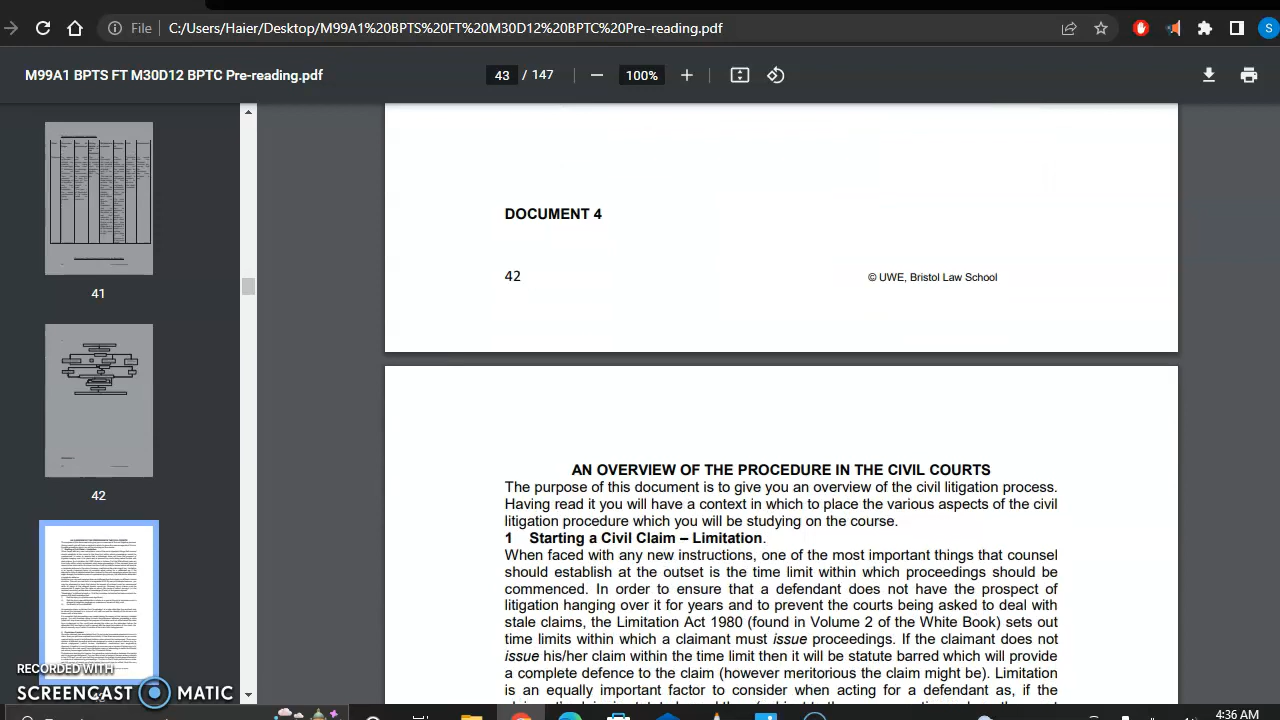 File
C:/Users/Haier/Desktop/M99A1%20BPTS%20FT%20M30D12%20BPTC%20Pre-reading.pdf
S
M99A1 BPTS FT M30D12 BPTC Pre-reading.pdf
43 / 147
100%
41
42
DOCUMENT 4
42
© UWE, Bristol Law School
AN OVERVIEW OF THE PROCEDURE IN THE CIVIL COURTS
The purpose of this document is to give you an overview of the civil litigation process.
Having read it you will have a context in which to place the various aspects of the civil
litigation procedure which you will be studying on the course.
1 Starting a Civil Claim – Limitation.
When faced with any new instructions, one of the most important things that counsel
should establish at the outset is the time limit within which proceedings should be
commenced. In order to ensure that a defendant does not have the prospect of
litigation hanging over it for years and to prevent the courts being asked to deal with
stale claims, the Limitation Act 1980 (found in Volume 2 of the White Book) sets out
time limits within which a claimant must issue proceedings. If the claimant does not
issue his/her claim within the time limit then it will be statute barred which will provide
a complete defence to the claim (however meritorious the claim might be). Limitation
is an equally important factor to consider when acting for a defendant as, if the
RECORDED WITH
SCREENCAST MATIC
4:36 AM